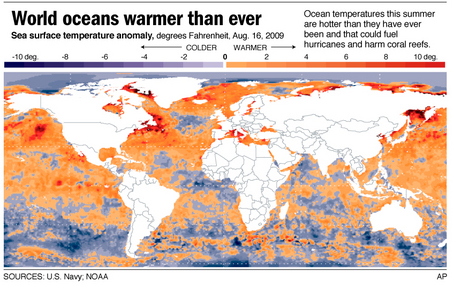 World oceans warmer than ever
Sea surface temperature anomaly, degrees Fahrenheit, Aug. 16, 2009
Ocean temperatures this summer
are hotter than they have ever
been and that could fuel
hurricanes and harm coral reefs.
COLDER WARMER
-10 deg. -8 -6 -4 -2 0 2 4 6 8 10 deg.
SOURCES: U.S. Navy; NOAA AP